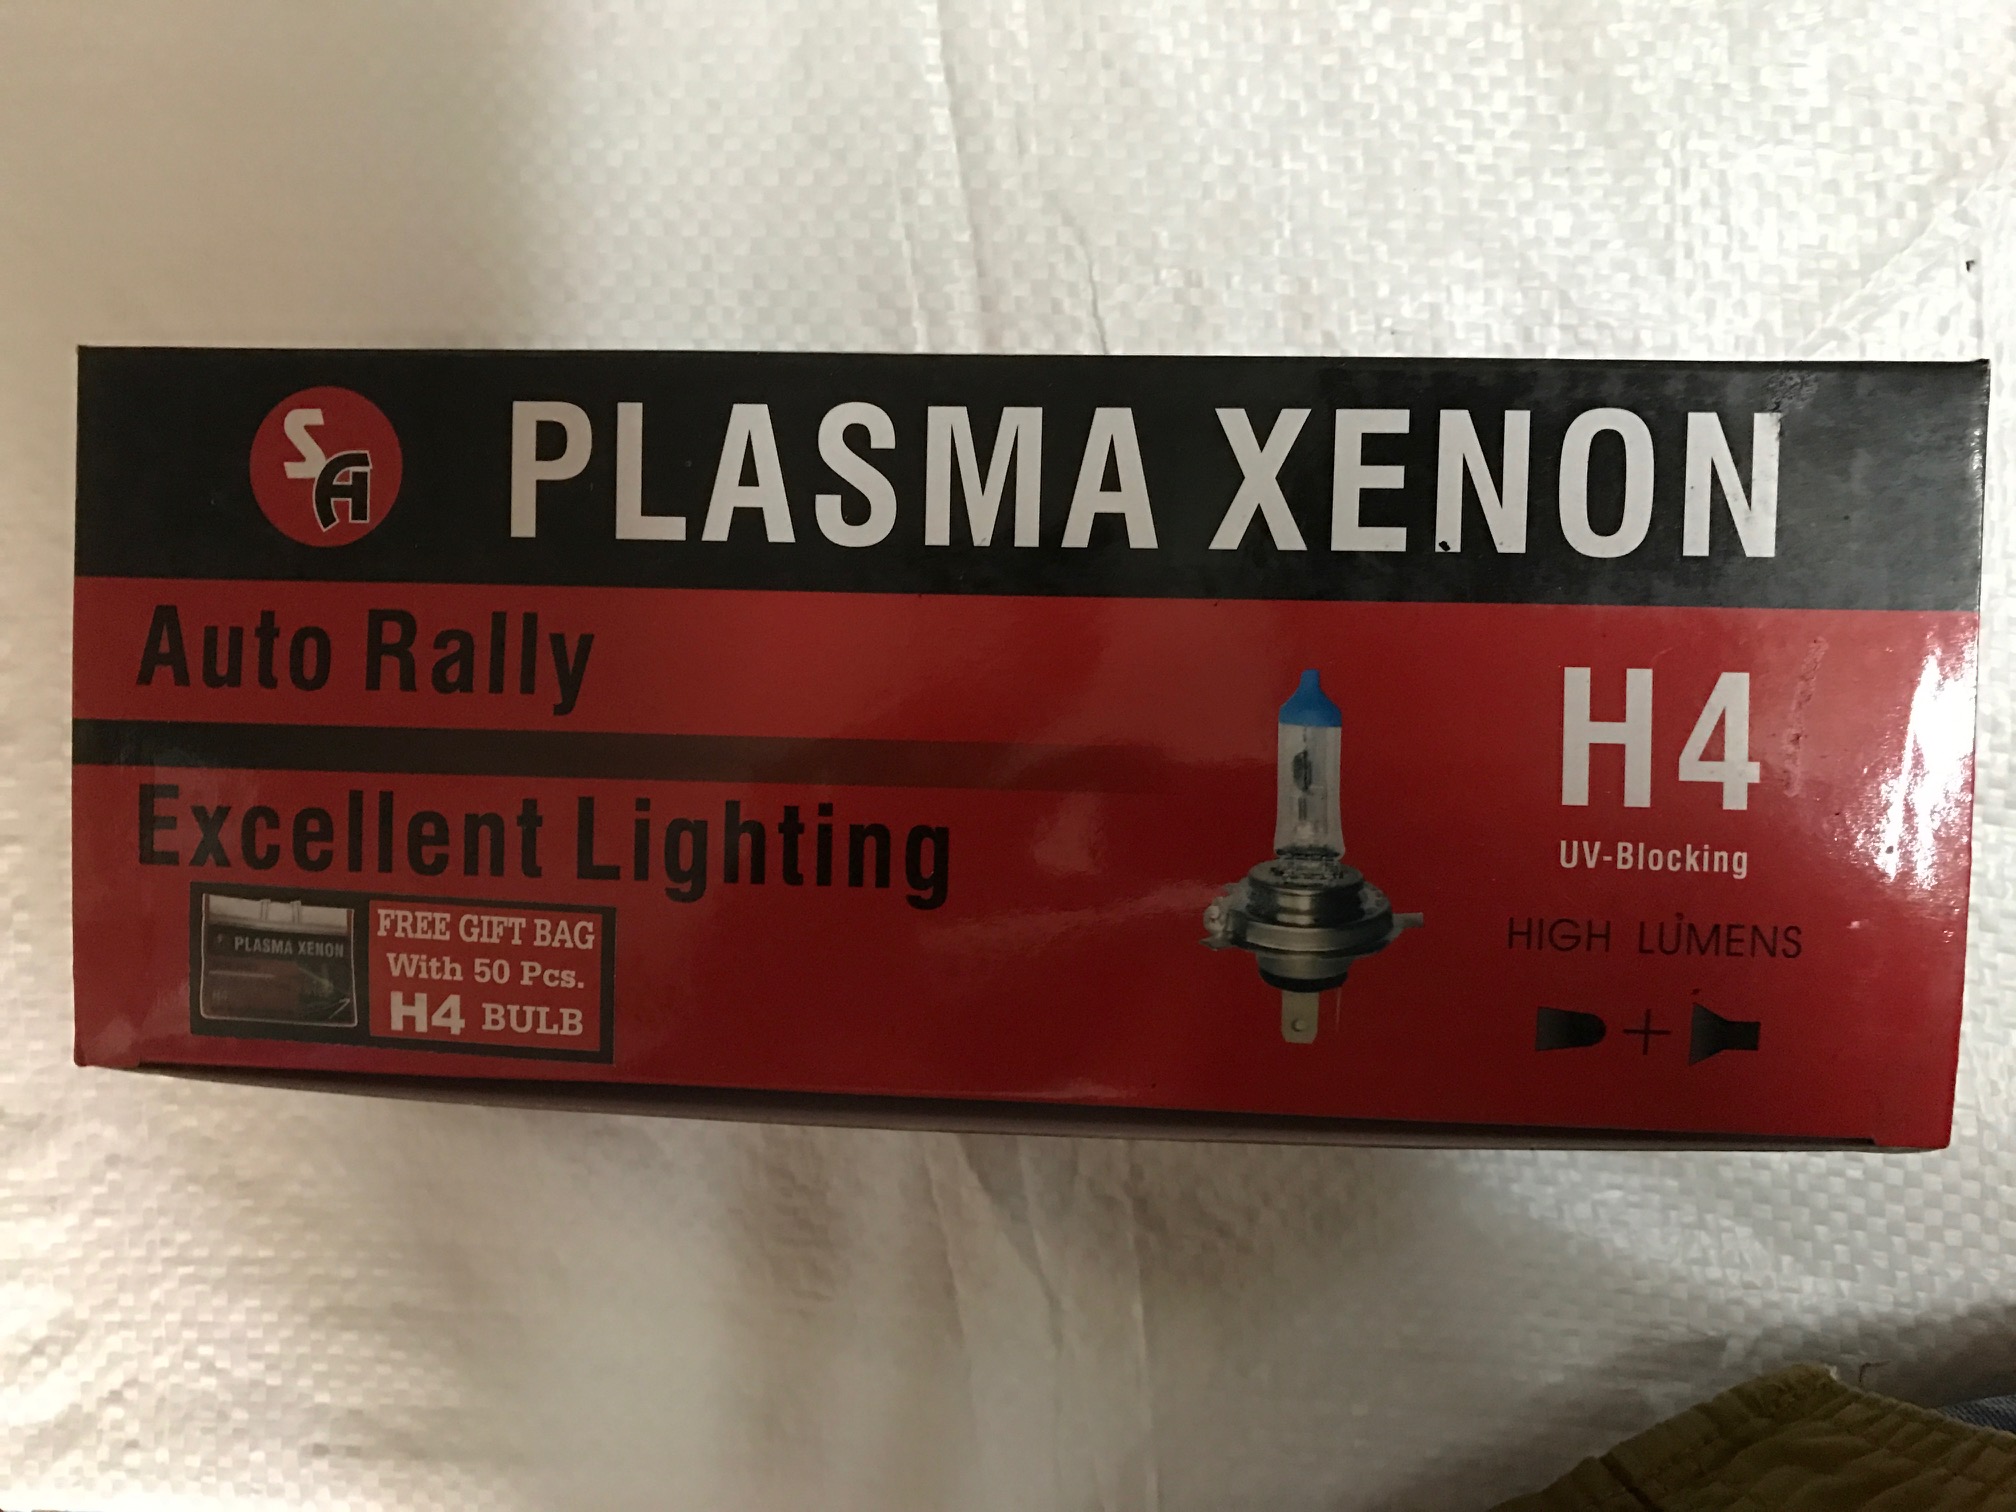 SA PLASMA XENON
Auto Rally
Excellent Lighting
H4
UV-Blocking
HIGH LUMENS
+
PLASMA XENON
FREE GIFT BAG
With 50 Pcs.
H4 BULB